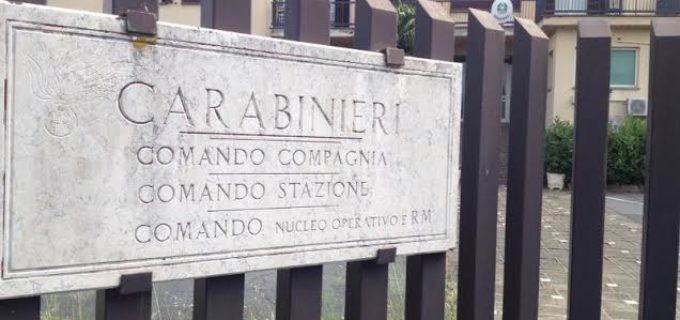 CARABINIERI
COMANDO COMPAGNIA
COMANDO STAZIONE
COMANDO NUCLEO OPERATIVO E RM